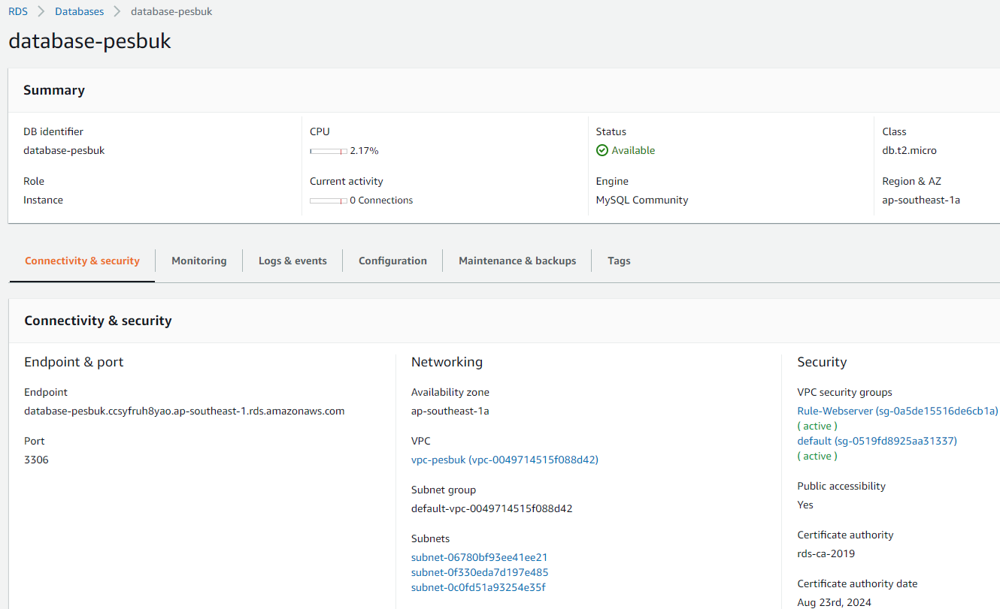 RDS > Databases > database-pesbuk
database-pesbuk
Summary
DB identifier
database-pesbuk
CPU
2.17%
Status
Available
Class
db.t2.micro
Role
Instance
Current activity
0 Connections
Engine
MySQL Community
Region & AZ
ap-southeast-1a
Connectivity & security
Monitoring
Logs & events
Configuration
Maintenance & backups
Tags
Connectivity & security
Endpoint & port
Endpoint
database-pesbuk.ccsyfruh8yao.ap-southeast-1.rds.amazonaws.com
Port
3306
Networking
Availability zone
ap-southeast-1a
VPC
vpc-pesbuk (vpc-0049714515f088d42)
Subnet group
default-vpc-0049714515f088d42
Subnets
subnet-06780bf93ee41ee21
subnet-0f330eda7d197e485
subnet-0c0fd51a93254e35f
Security
VPC security groups
Rule-Webserver (sg-0a5de15516de6cb1a)
( active )
default (sg-0519fd8925aa31337)
( active )
Public accessibility
Yes
Certificate authority
rds-ca-2019
Certificate authority date
Aug 23rd, 2024